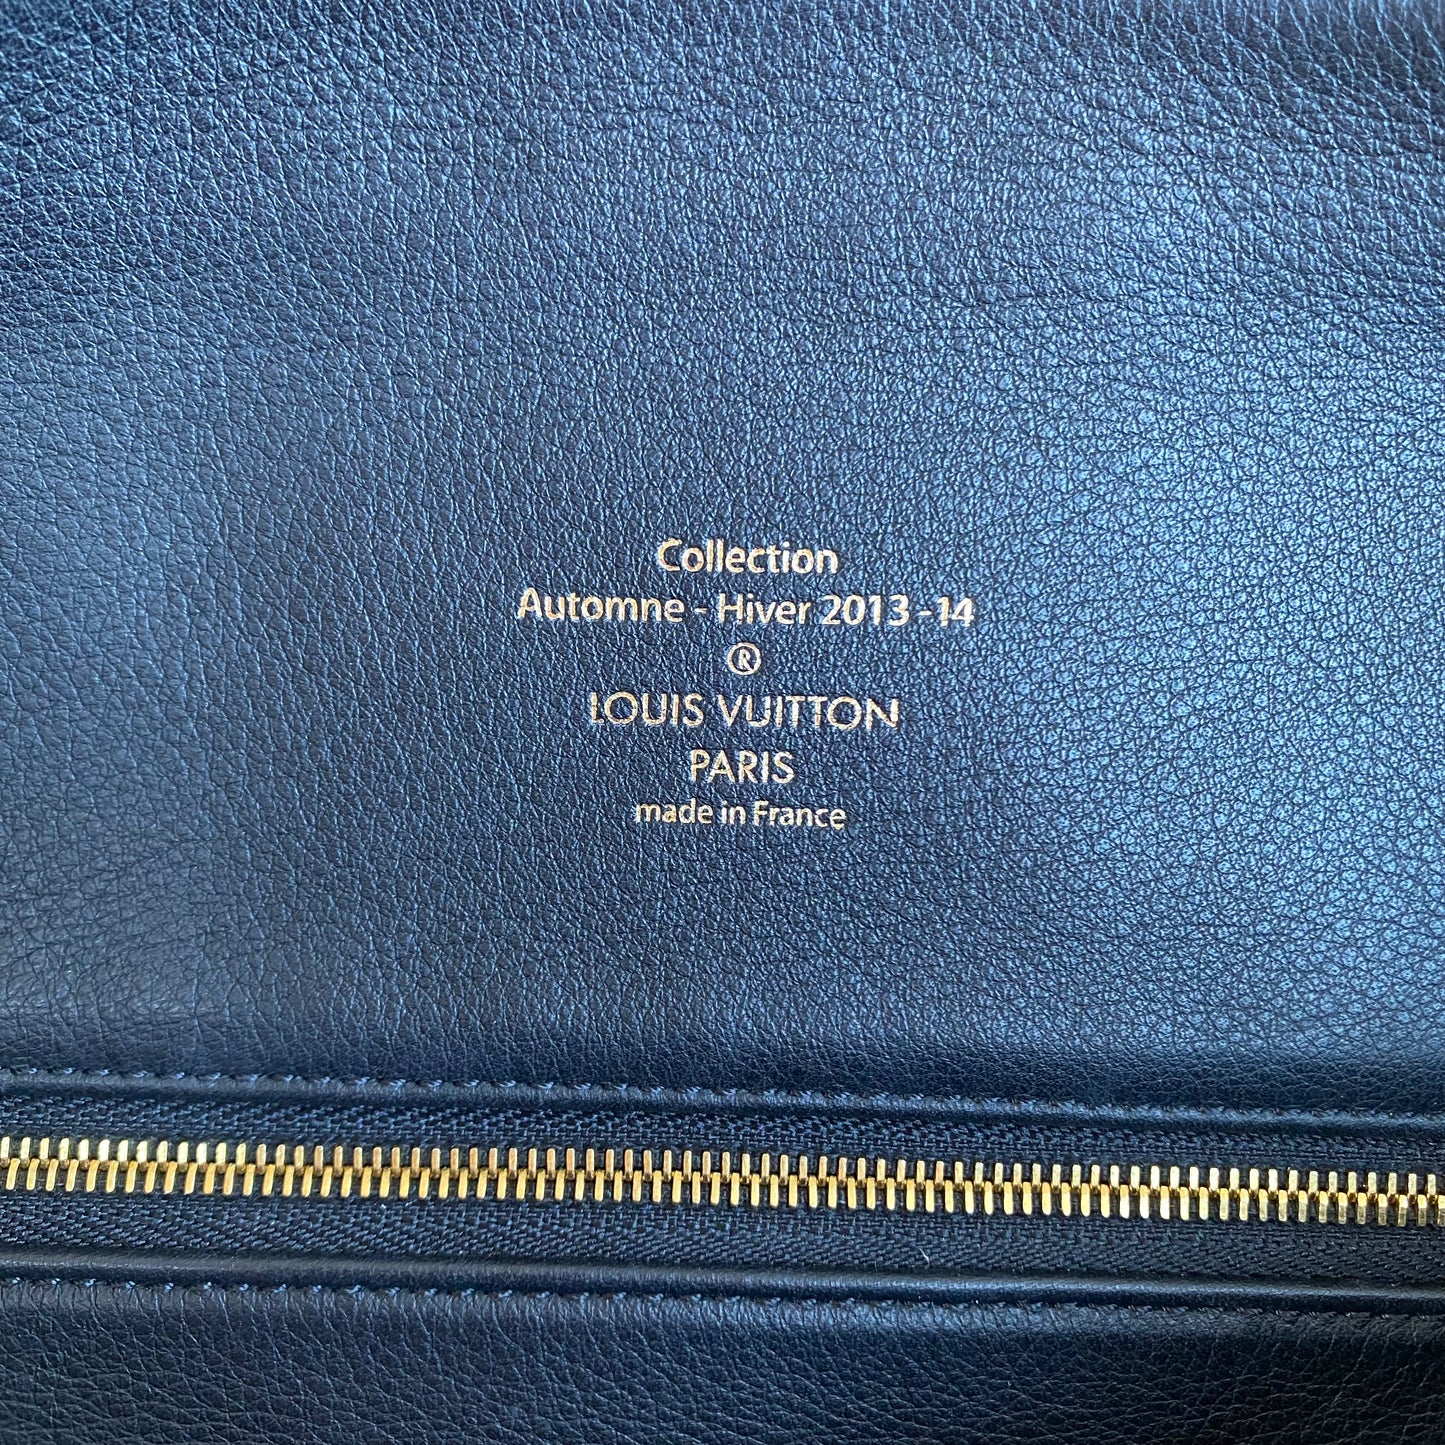 Collection
Automne - Hiver 2013 -14
®
LOUIS VUITTON
PARIS
made in France